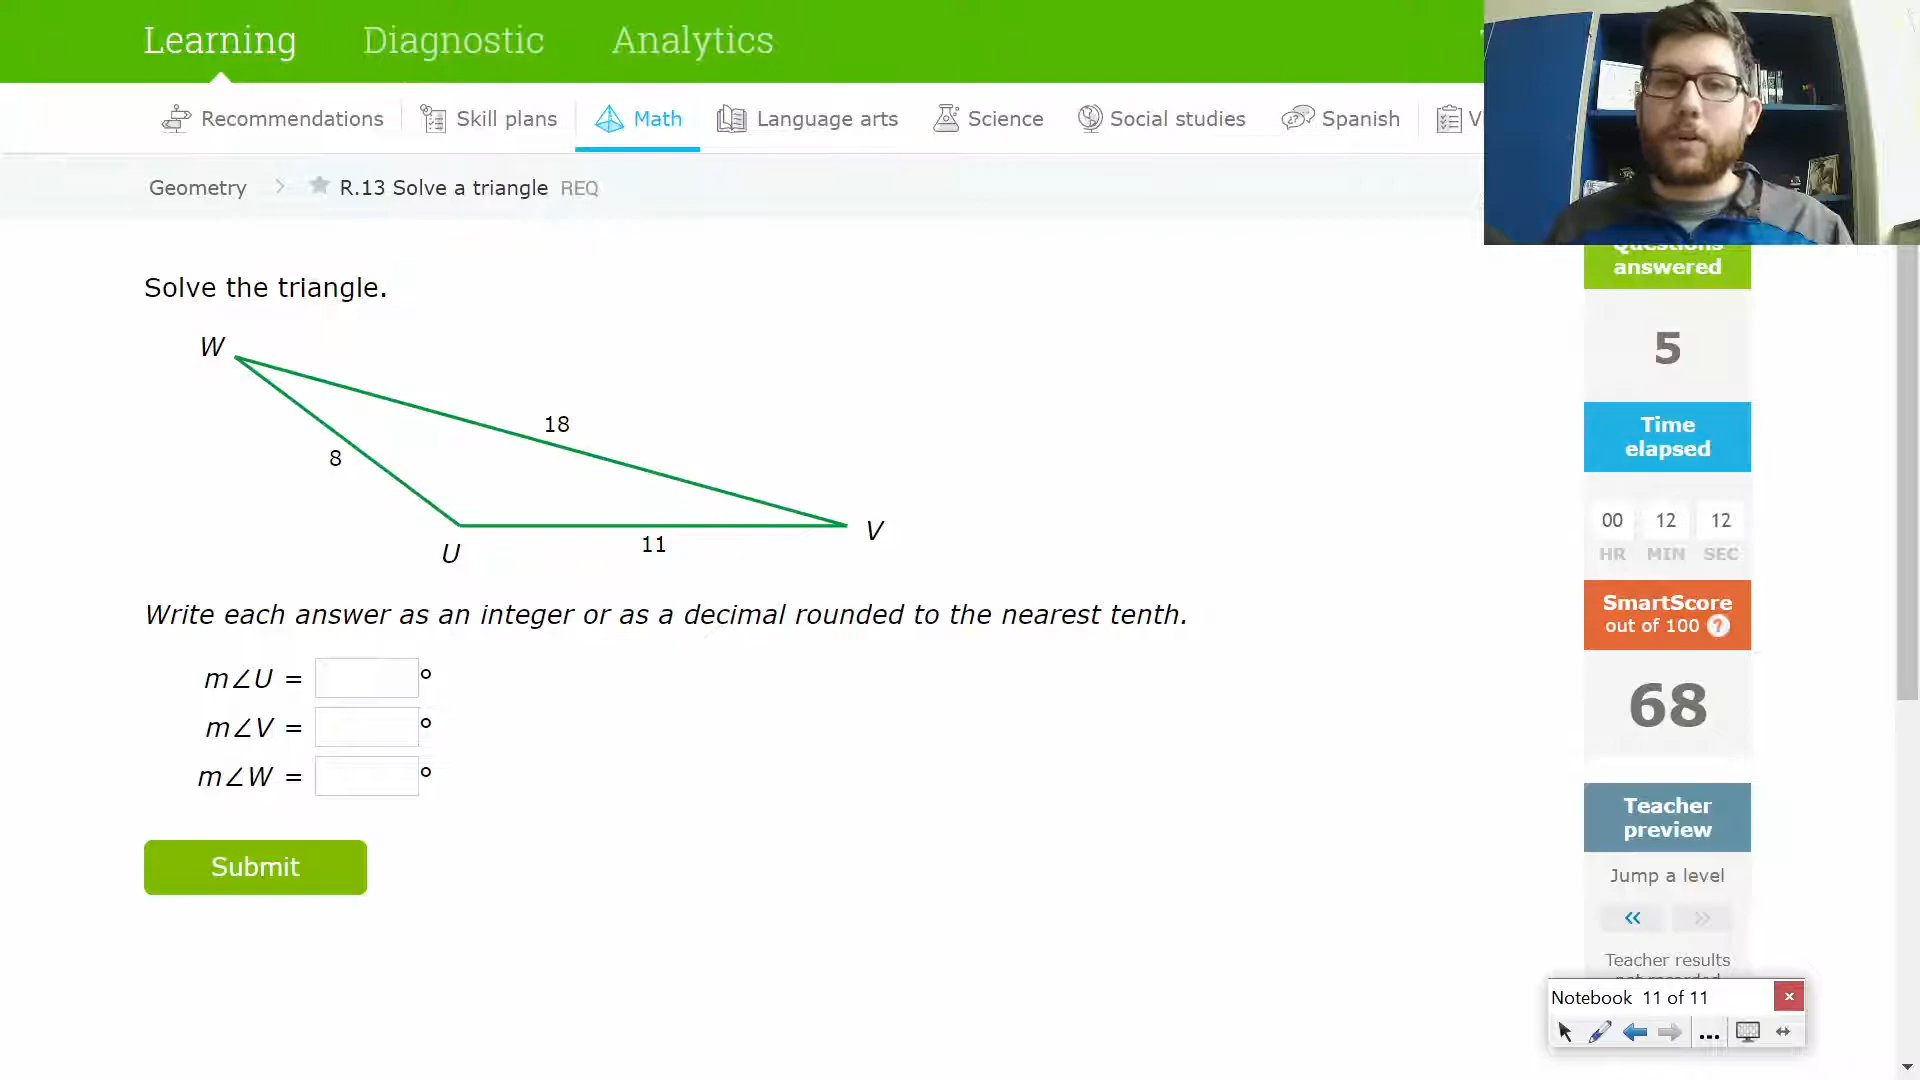 Learning Diagnostic Analytics
Recommendations Skill plans Math Language arts Science Social studies Spanish V
Geometry > R.13 Solve a triangle REQ
Questions answered
5
Solve the triangle.
W
18
8
V
11
U
Time elapsed
00 12 12
HR MIN SEC
Write each answer as an integer or as a decimal rounded to the nearest tenth.
SmartScore
out of 100 ?
m∠U = °
m∠V = °
m∠W = °
68
Submit
Teacher preview
Jump a level
« »
Teacher results
not recorded
Notebook 11 of 11